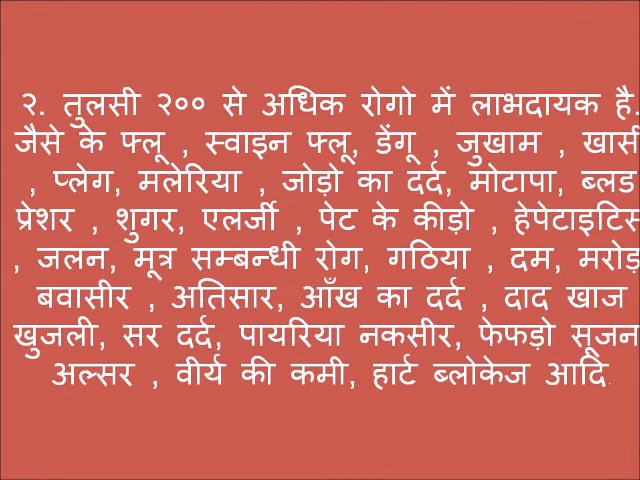 २. तुलसी २०० से अधिक रोगो में लाभदायक है.
जैसे के फ्लू , स्वाइन फ्लू, डेंगू , जुखाम , खासी
, प्लेग, मलेरिया , जोड़ो का दर्द, मोटापा, ब्लड
प्रेशर , शुगर, एलर्जी , पेट के कीड़ो , हेपेटाइटिस
, जलन, मूत्र सम्बन्धी रोग, गठिया , दम, मरोड़
बवासीर , अतिसार, आँख का दर्द , दाद खाज
खुजली, सर दर्द, पायरिया नकसीर, फेफड़ो सूजन
अल्सर , वीर्य की कमी, हार्ट ब्लोकेज आदि.